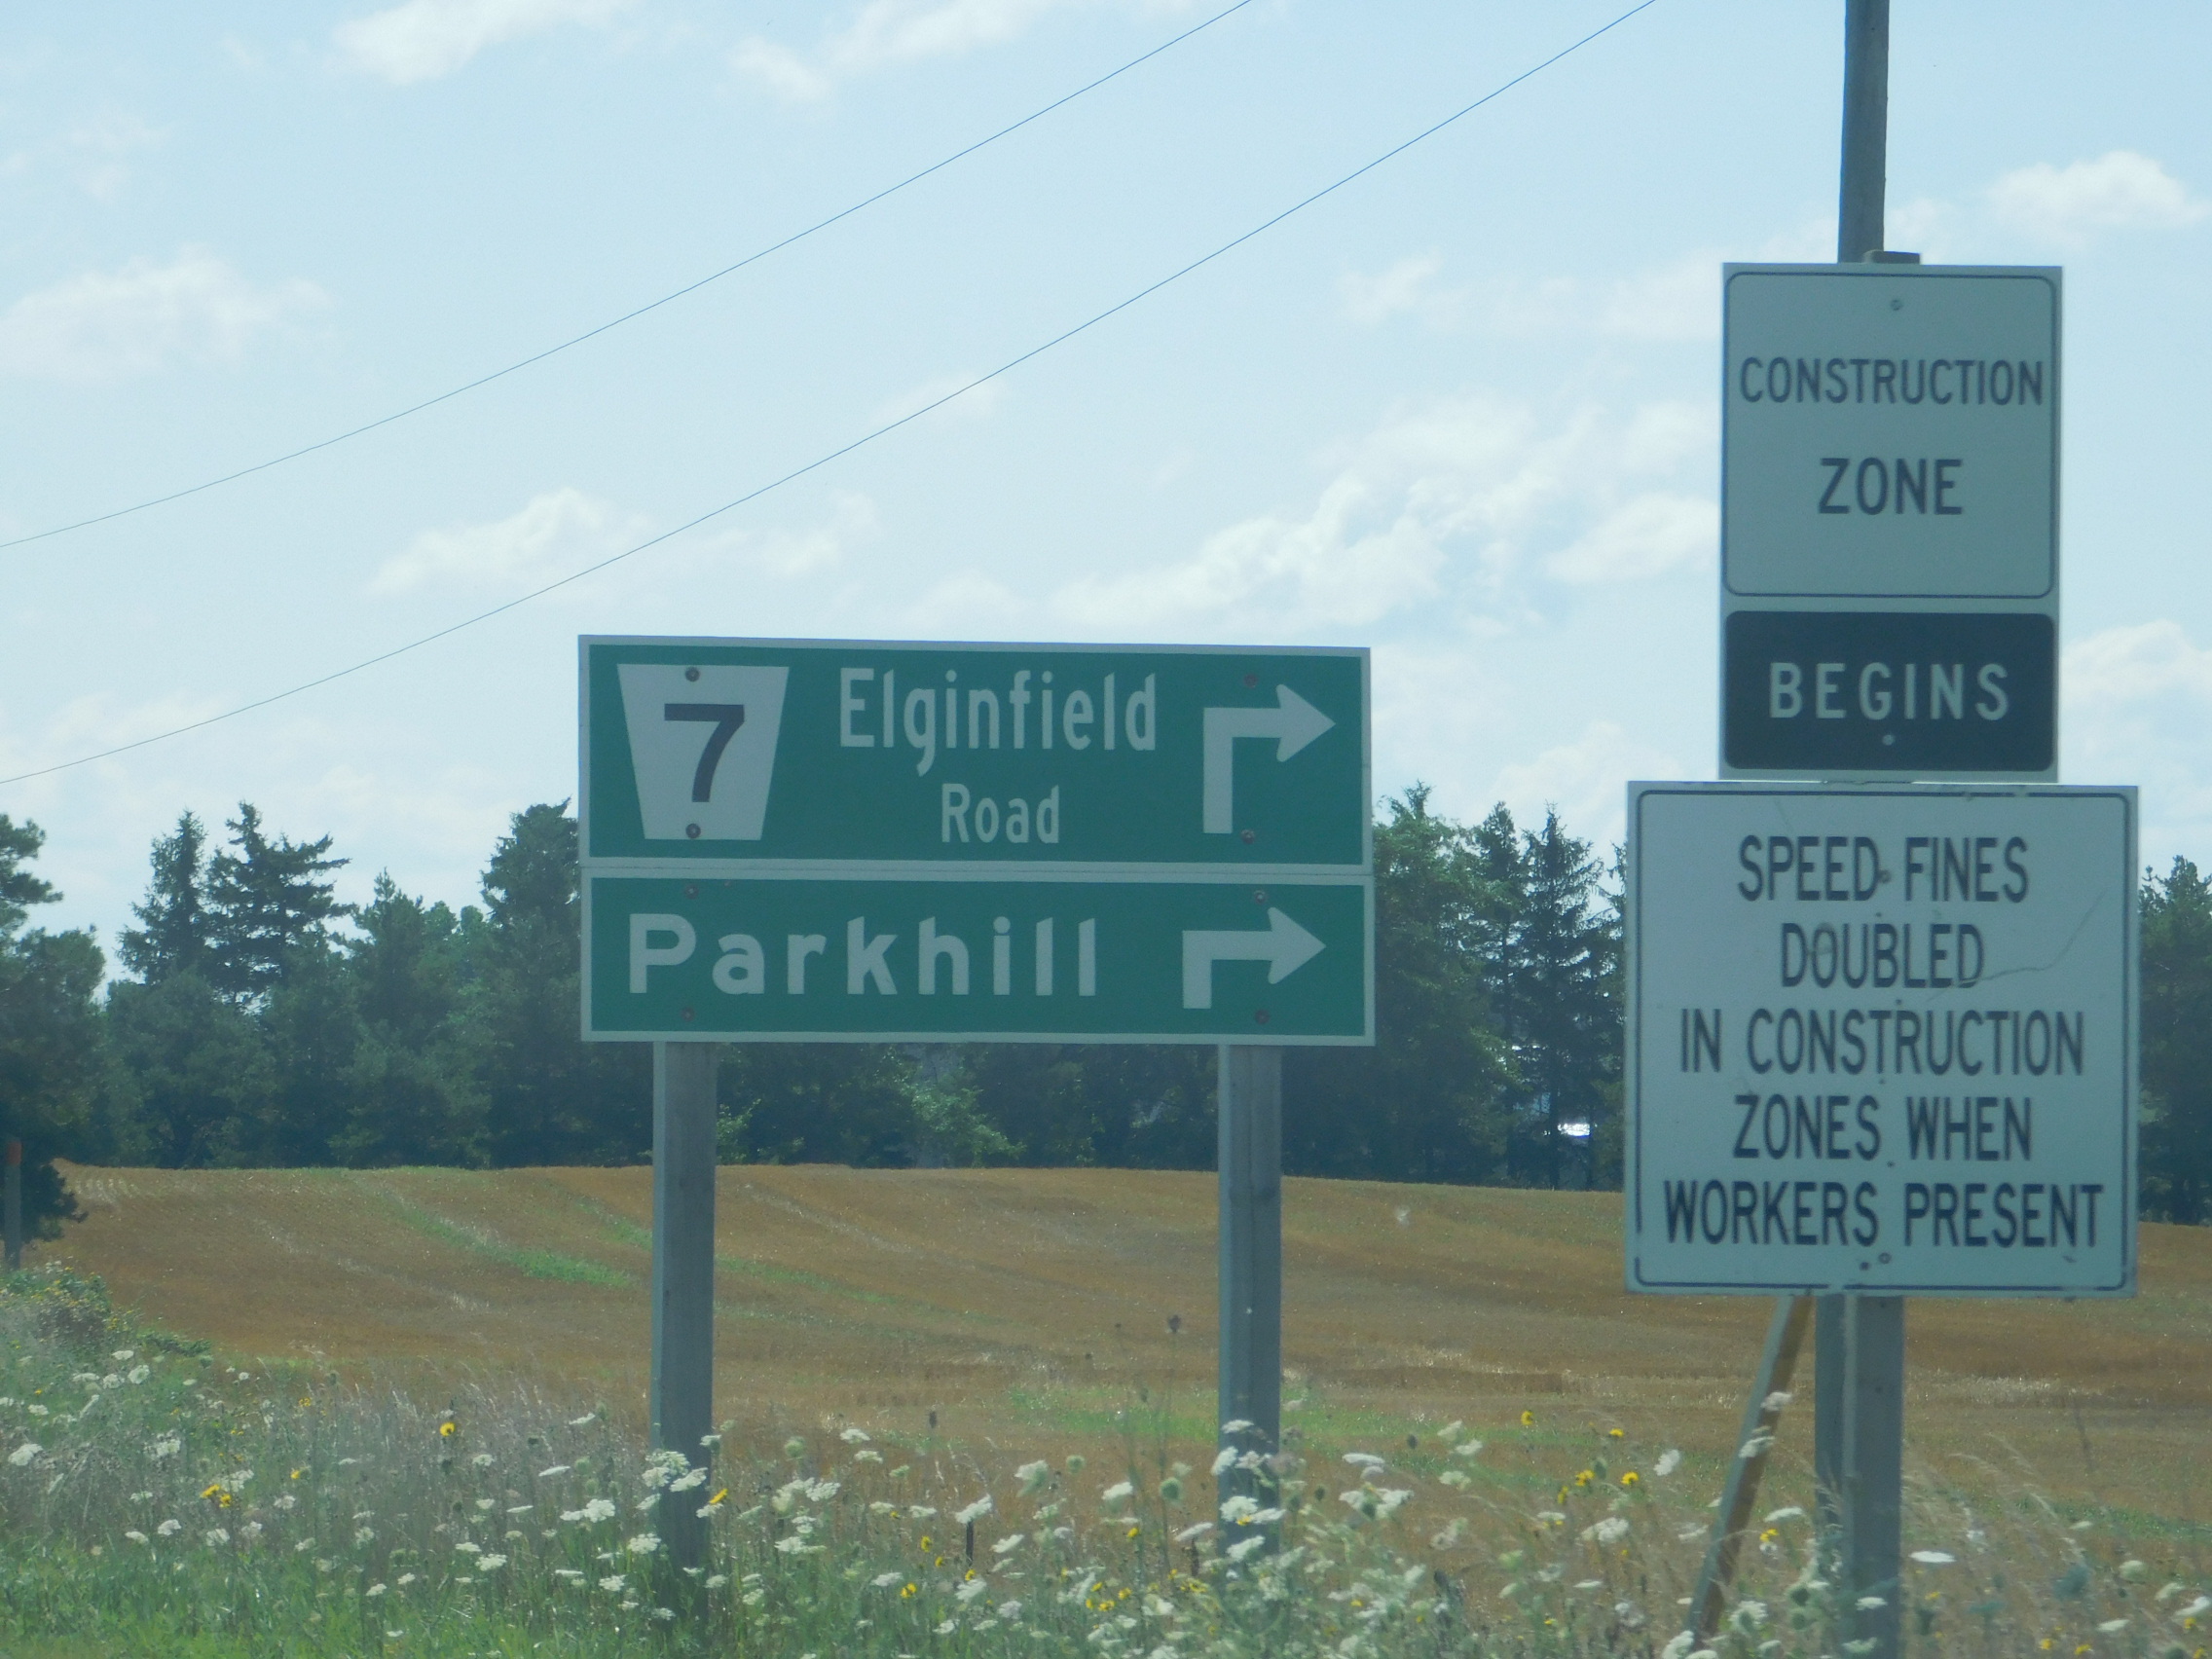 7 Elginfield
Road
Parkhill
CONSTRUCTION
ZONE
BEGINS
SPEED FINES
DOUBLED
IN CONSTRUCTION
ZONES WHEN
WORKERS PRESENT